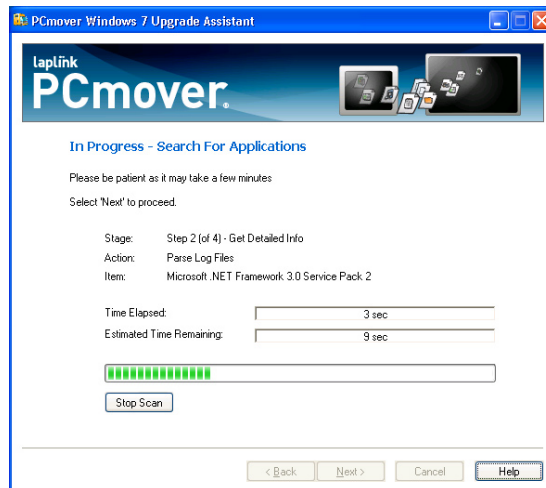 PCmover Windows 7 Upgrade Assistant
laplink
PCmover.
In Progress - Search For Applications
Please be patient as it may take a few minutes
Select 'Next' to proceed.
Stage: Step 2 (of 4) - Get Detailed Info
Action: Parse Log Files
Item: Microsoft .NET Framework 3.0 Service Pack 2
Time Elapsed: 3 sec
Estimated Time Remaining: 9 sec
Stop Scan
< Back Next > Cancel Help